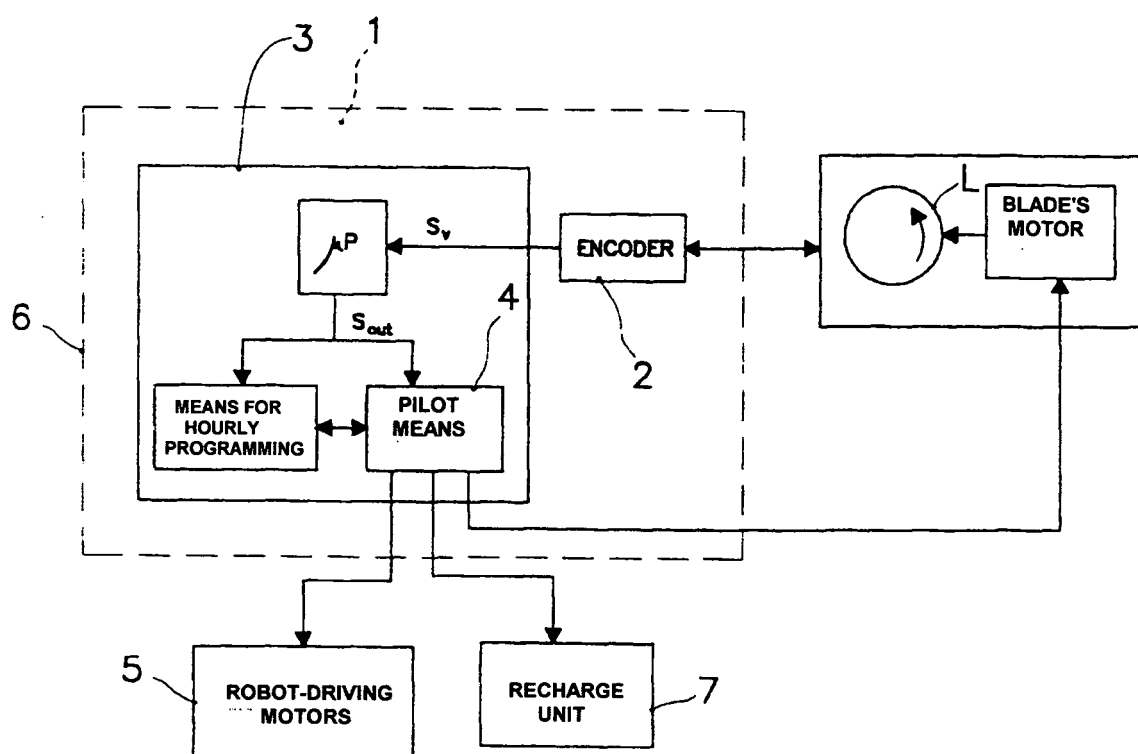 1
3
L
BLADE'S
MOTOR
μP
Sv
ENCODER
2
4
6
Sout
MEANS FOR
HOURLY
PROGRAMMING
PILOT
MEANS
5
ROBOT-DRIVING
MOTORS
RECHARGE
UNIT
7